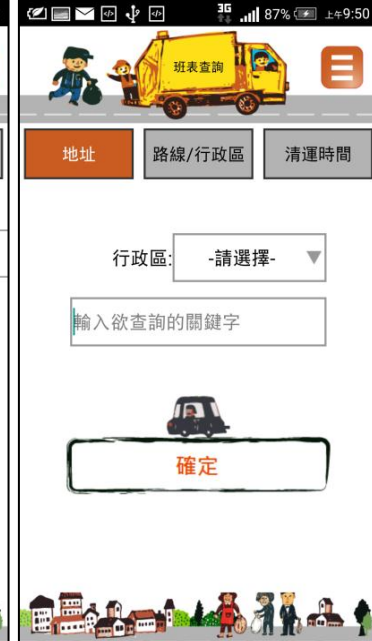 3G 87% 上午9:50
班表查詢
地址 路線/行政區 清運時間
行政區: -請選擇-
輸入欲查詢的關鍵字
確定